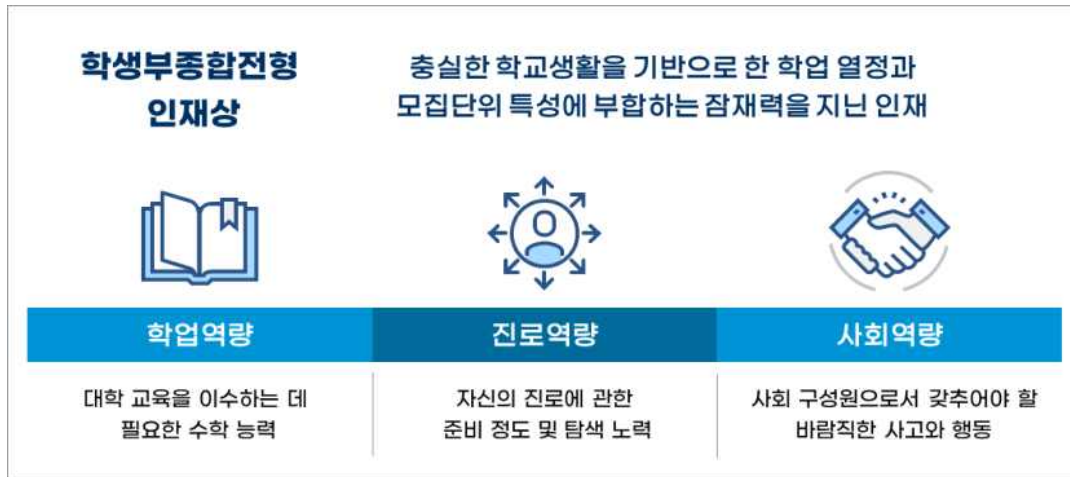 학생부종합전형
인재상
충실한 학교생활을 기반으로 한 학업 열정과
모집단위 특성에 부합하는 잠재력을 지닌 인재
학업역량
진로역량
사회역량
대학 교육을 이수하는 데
필요한 수학 능력
자신의 진로에 관한
준비 정도 및 탐색 노력
사회 구성원으로서 갖추어야 할
바람직한 사고와 행동